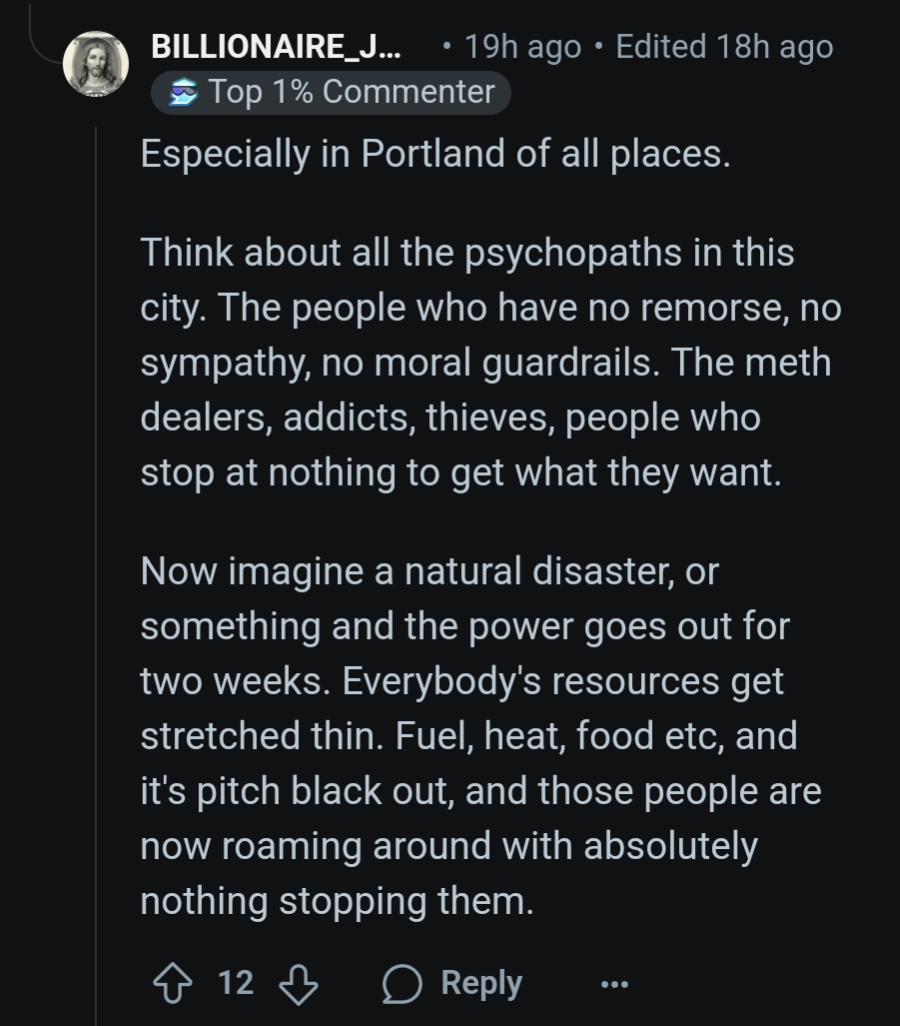 BILLIONAIRE_J... • 19h ago • Edited 18h ago
Top 1% Commenter
Especially in Portland of all places.
Think about all the psychopaths in this
city. The people who have no remorse, no
sympathy, no moral guardrails. The meth
dealers, addicts, thieves, people who
stop at nothing to get what they want.
Now imagine a natural disaster, or
something and the power goes out for
two weeks. Everybody's resources get
stretched thin. Fuel, heat, food etc, and
it's pitch black out, and those people are
now roaming around with absolutely
nothing stopping them.
12 Reply ...